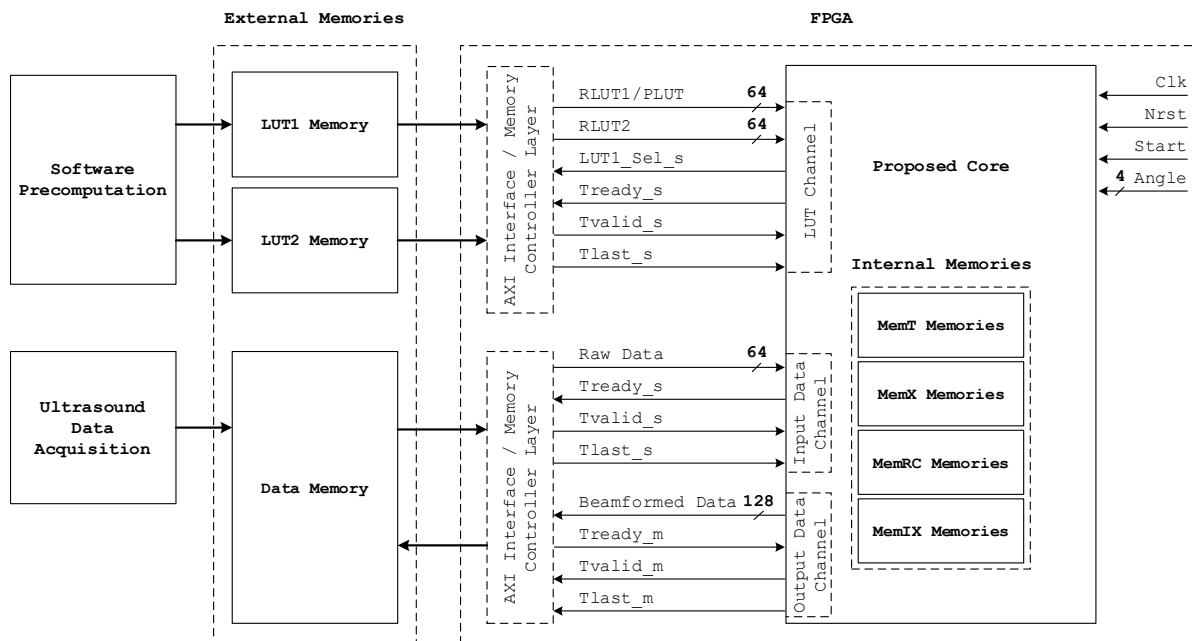 External Memories
FPGA
Software
Precomputation
LUT1 Memory
LUT2 Memory
AXI Interface / Memory
Controller Layer
RLUT1/PLUT 64
RLUT2 64
LUT1_Sel_s
Tready_s
Tvalid_s
Tlast_s
LUT Channel
Proposed Core
Clk
Nrst
Start
4 Angle
Internal Memories
MemT Memories
MemX Memories
MemRC Memories
MemIX Memories
Ultrasound
Data
Acquisition
Data Memory
AXI Interface / Memory
Controller Layer
Raw Data 64
Tready_s
Tvalid_s
Tlast_s
Input Data
Channel
Beamformed Data 128
Tready_m
Tvalid_m
Tlast_m
Output Data
Channel